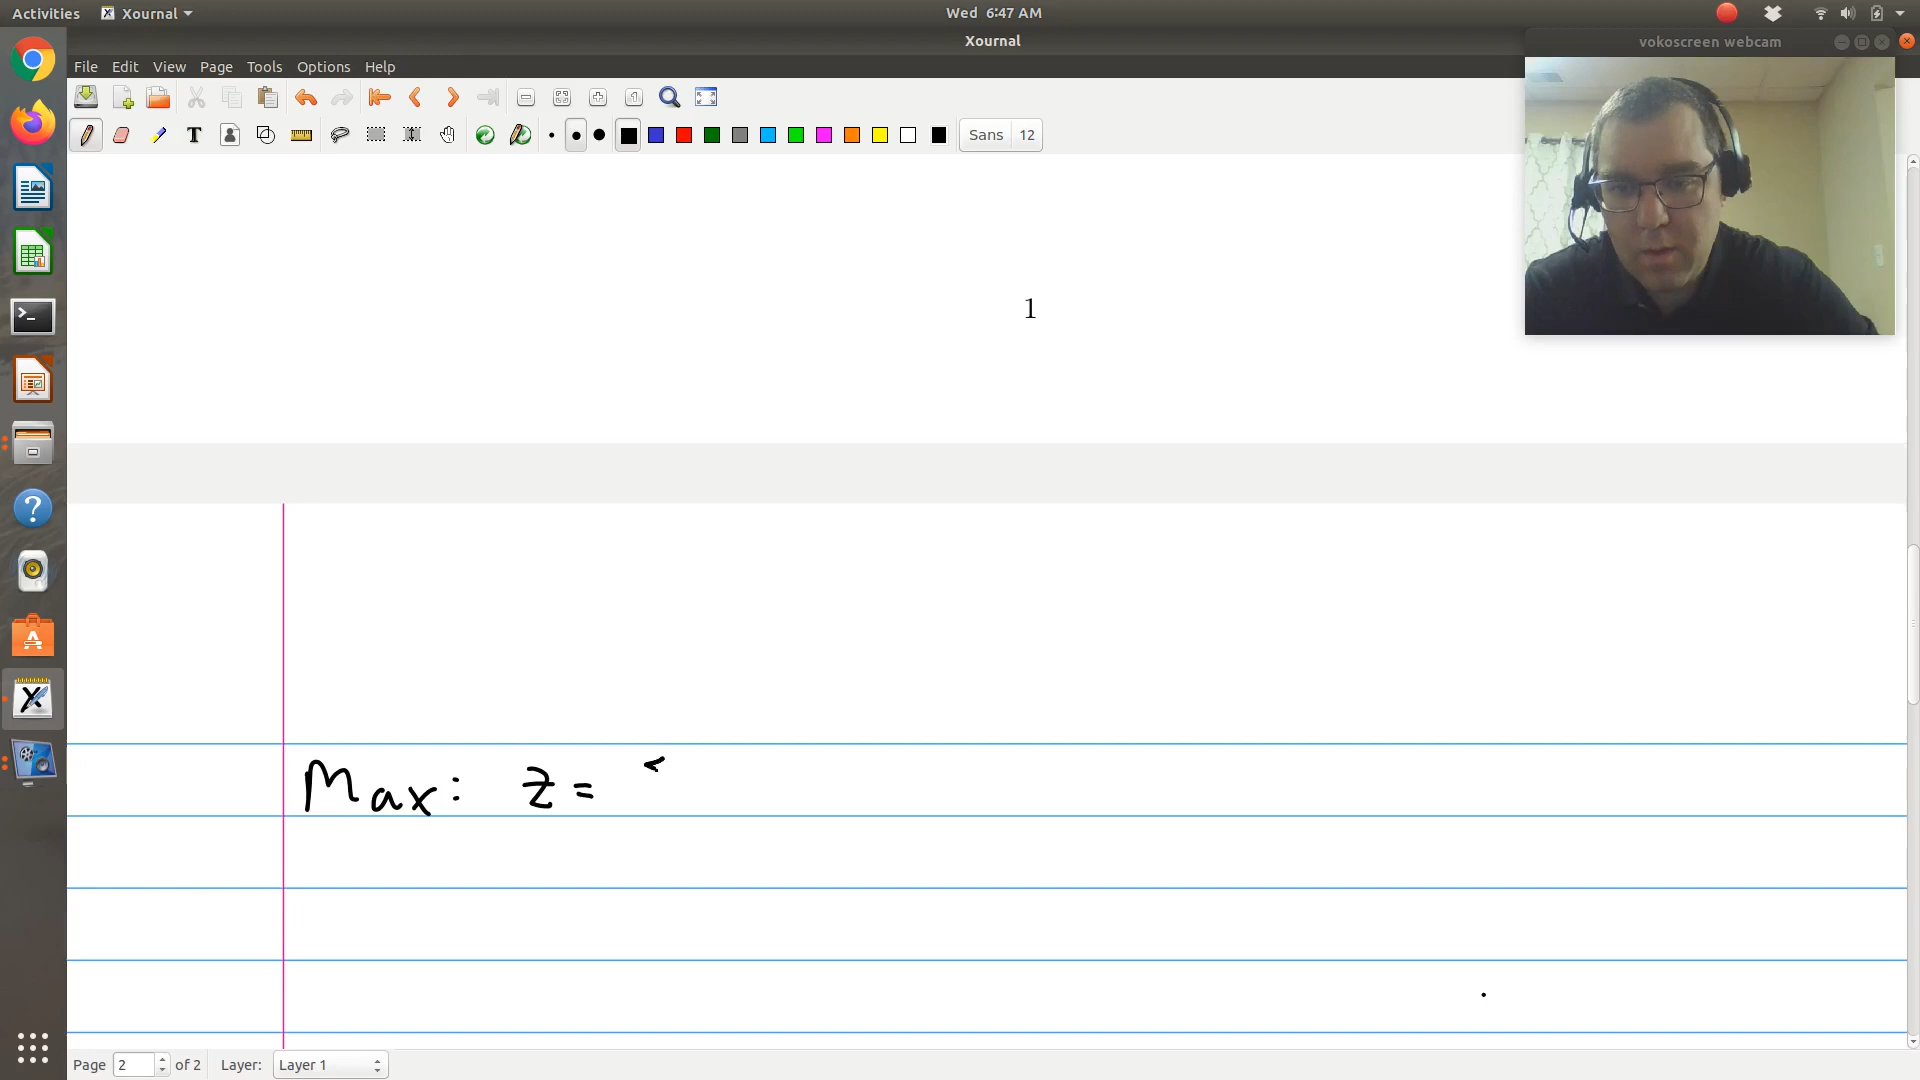 Activities Xournal Wed 6:47 AM
Xournal
vokoscreen webcam
File Edit View Page Tools Options Help
T Sans 12
1
Max: z =
Page 2 of 2 Layer: Layer 1